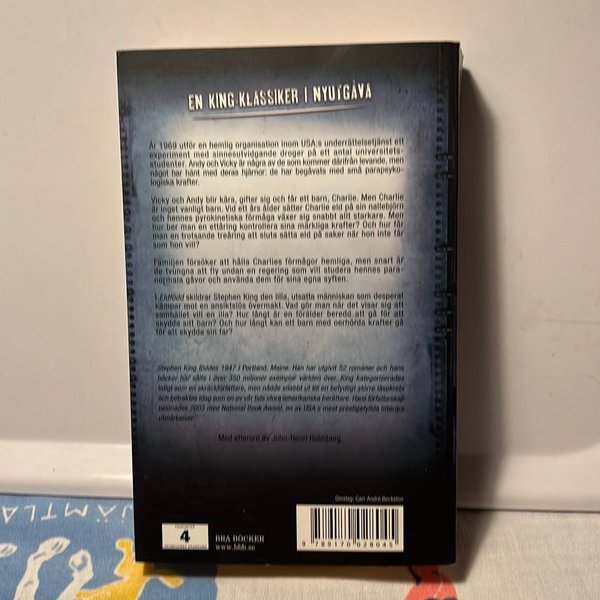 EN KING-KLASSIKER I NYUTGÅVA
År 1969 utför en hemlig organisation inom USA:s underrättelsetjänst ett
experiment med sinnesutvidgande droger på ett antal universitets-
studenter. Andy och Vicky är några av de som kommer därifrån levande, men
något har hänt med deras hjärnor: de har begåvats med små parapsyko-
logiska krafter.
Vicky och Andy blir kära, gifter sig och får ett barn, Charlie. Men Charlie
är inget vanligt barn. Vid ett års ålder sätter Charlie eld på sin nallebjörn
och hennes pyrokinetiska förmåga växer sig snabbt allt starkare. Men
hur ber man en ettåring kontrollera sina märkliga krafter? Och hur får
man en trotsande treåring att sluta sätta eld på saker när hon inte får
som hon vill?
Familjen försöker att hålla Charlies förmågor hemliga, men snart är
de tvungna att fly undan en regering som vill studera hennes para-
normala gåvor och använda dem för sina egna syften.
I Eldfödd skildrar Stephen King den lilla, utsatta människan som desperat
kämpar mot en ansiktslös övermakt. Vad gör man när det visar sig att
samhället vill en illa? Hur långt är en förälder beredd att gå för att
skydda sitt barn? Och hur långt kan ett barn med oerhörda krafter gå
för att skydda sin far?
Stephen King föddes 1947 i Portland, Maine. Han har utgivit 52 romaner och hans
böcker har sålts i över 350 miljoner exemplar världen över. King kategoriserades
tidigt som en skräckförfattare, men nådde snabbt ut till en betydligt större läsekrets
och betraktas idag som en av vår tids stora amerikanska berättare. Hans författarskap
belönades 2003 med National Book Award, en av USA:s mest prestigefyllda litterära
utmärkelser.
Med efterord av John-Henri Holmberg.
Omslag: Carl-André Beckston
4
BRA BÖCKER
www.bbb.se
9 789170 028045
JÄMTLA